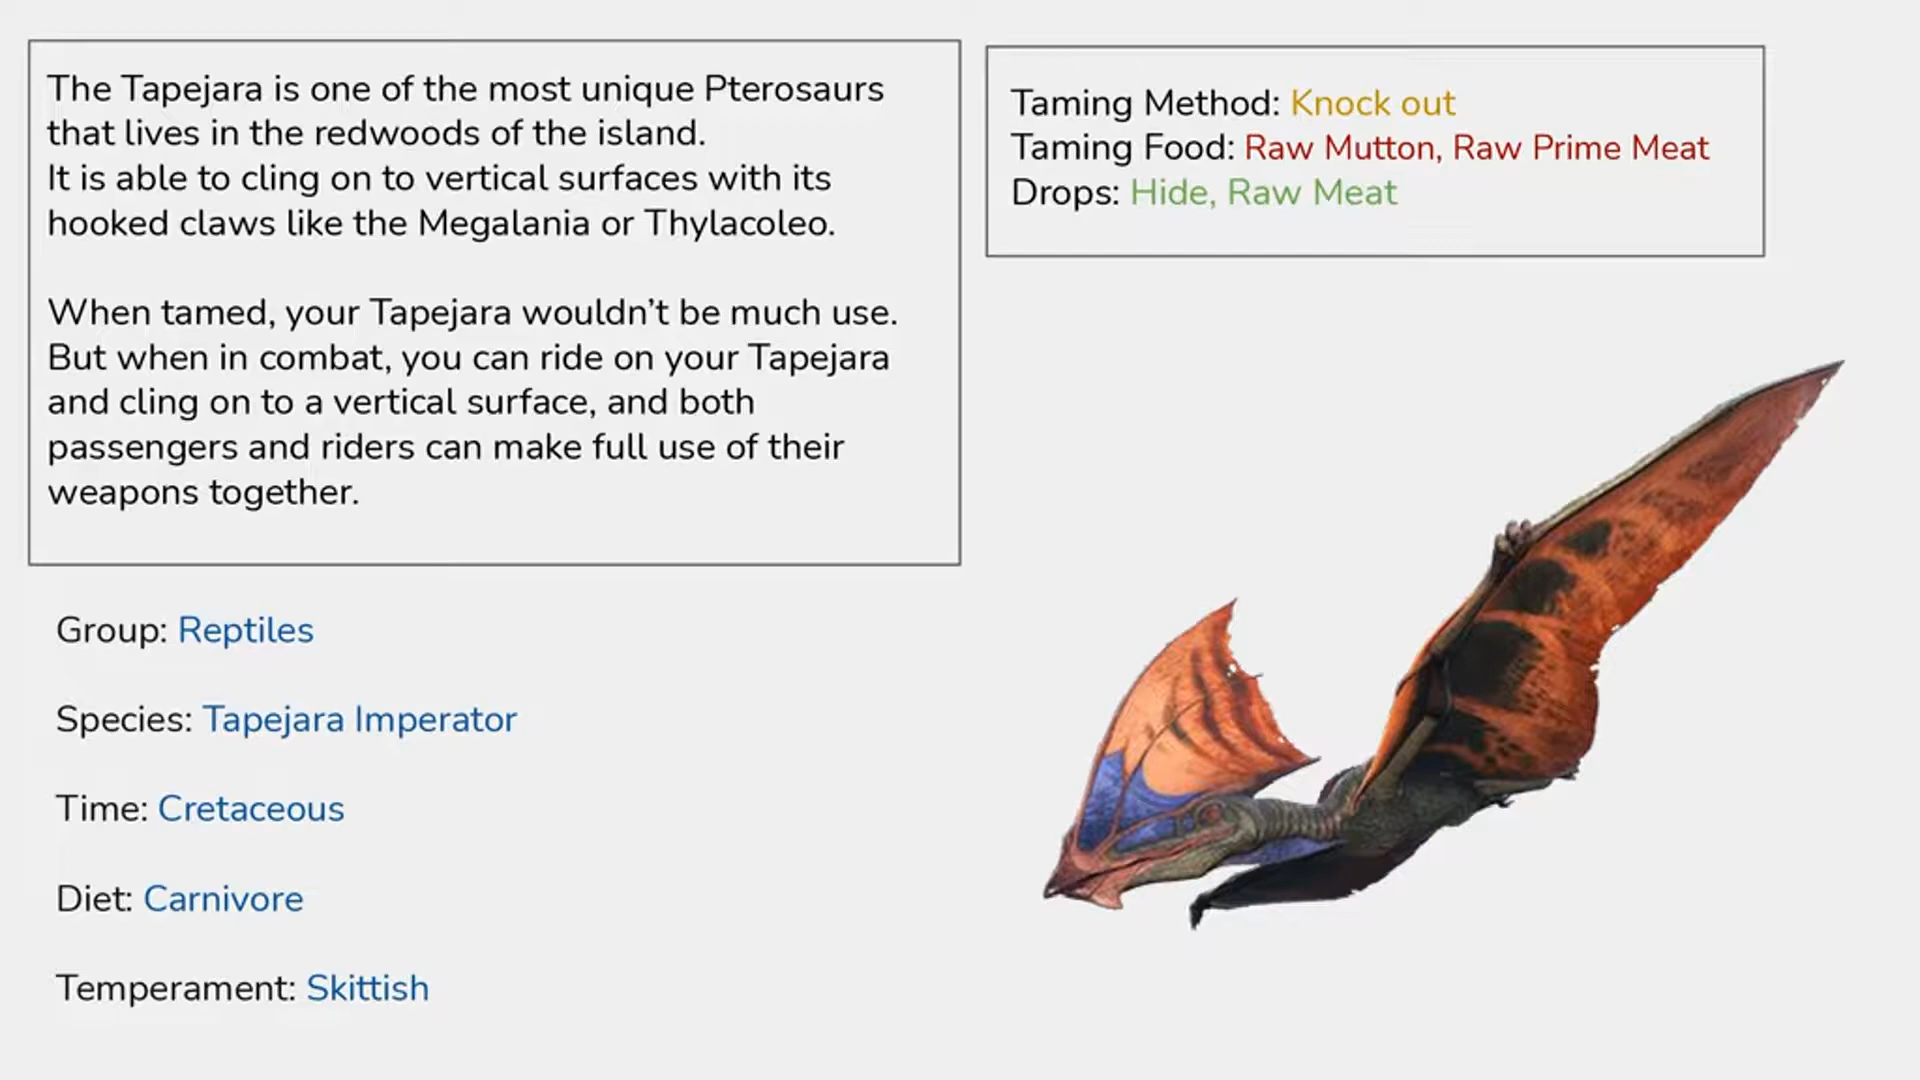 The Tapejara is one of the most unique Pterosaurs
that lives in the redwoods of the island.
It is able to cling on to vertical surfaces with its
hooked claws like the Megalania or Thylacoleo.
When tamed, your Tapejara wouldn’t be much use.
But when in combat, you can ride on your Tapejara
and cling on to a vertical surface, and both
passengers and riders can make full use of their
weapons together.
Taming Method: Knock out
Taming Food: Raw Mutton, Raw Prime Meat
Drops: Hide, Raw Meat
Group: Reptiles
Species: Tapejara Imperator
Time: Cretaceous
Diet: Carnivore
Temperament: Skittish